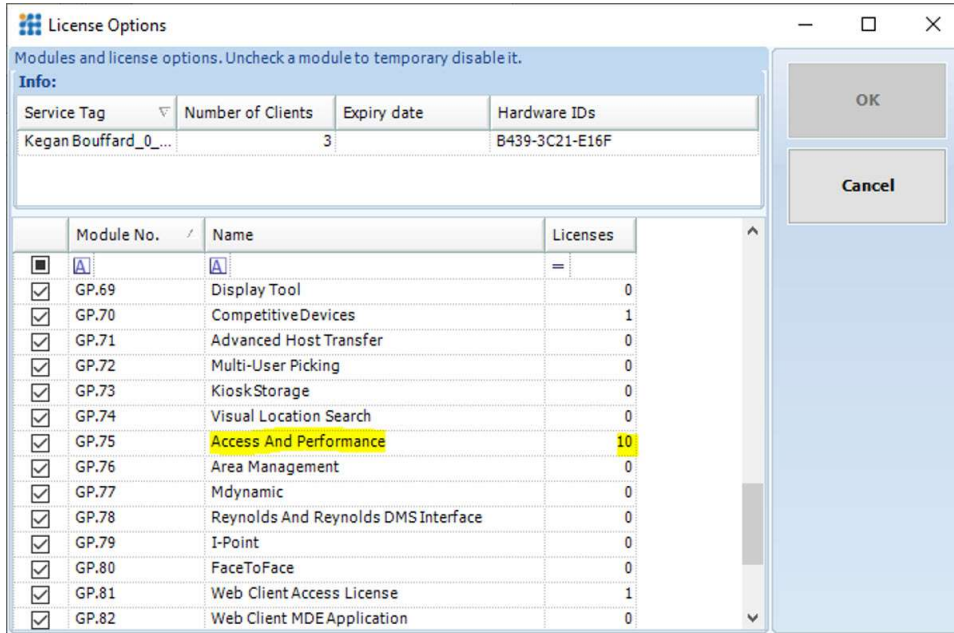 License Options
Modules and license options. Uncheck a module to temporary disable it.
Info:
Service Tag Number of Clients Expiry date Hardware IDs
Kegan Bouffard_0_... 3 B439-3C21-E16F
OK
Cancel
Module No. Name Licenses
A A =
GP.69 Display Tool 0
GP.70 Competitive Devices 1
GP.71 Advanced Host Transfer 0
GP.72 Multi-User Picking 0
GP.73 Kiosk Storage 0
GP.74 Visual Location Search 0
GP.75 Access And Performance 10
GP.76 Area Management 0
GP.77 Mdynamic 0
GP.78 Reynolds And Reynolds DMS Interface 0
GP.79 I-Point 0
GP.80 FaceToFace 0
GP.81 Web Client Access License 1
GP.82 Web Client MDE Application 0